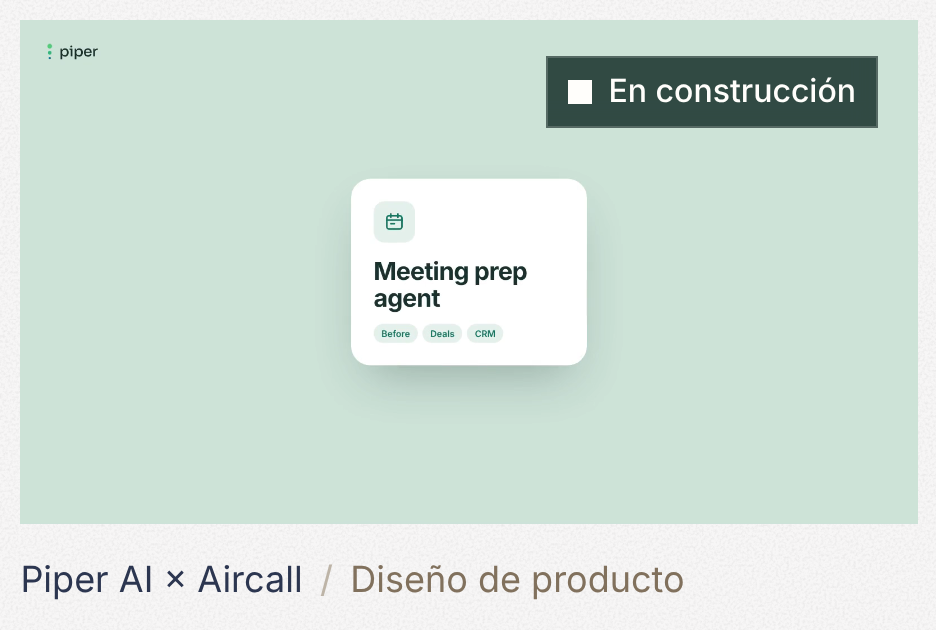 piper
En construcción
Meeting prep
agent
Before Deals CRM
Piper AI × Aircall / Diseño de producto